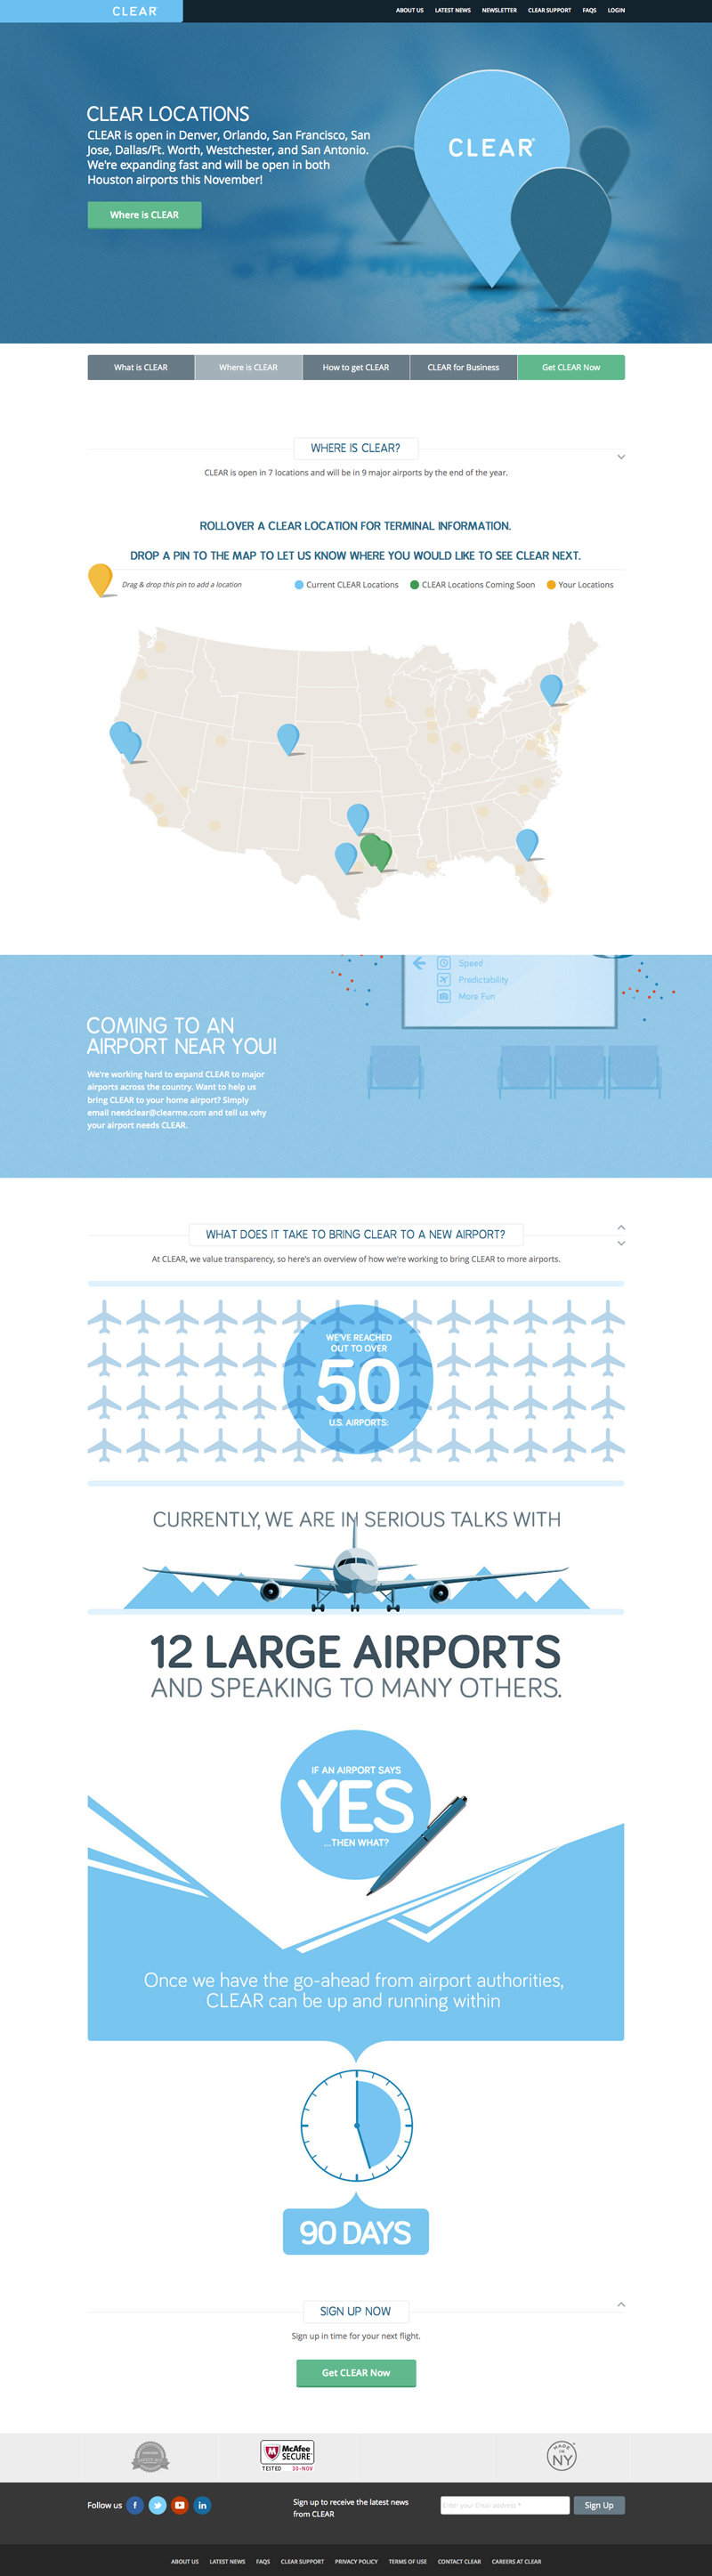 CLEAR
ABOUT US LATEST NEWS NEWSLETTER CLEAR SUPPORT FAQS LOGIN
CLEAR LOCATIONS
CLEAR is open in Denver, Orlando, San Francisco, San
Jose, Dallas/Ft. Worth, Westchester, and San Antonio.
We're expanding fast and will be open in both
Houston airports this November!
Where is CLEAR
CLEAR
What is CLEAR Where is CLEAR How to get CLEAR CLEAR for Business Get CLEAR Now
WHERE IS CLEAR?
CLEAR is open in 7 locations and will be in 9 major airports by the end of the year.
ROLLOVER A CLEAR LOCATION FOR TERMINAL INFORMATION.
DROP A PIN TO THE MAP TO LET US KNOW WHERE YOU WOULD LIKE TO SEE CLEAR NEXT.
Drag & drop this pin to add a location
Current CLEAR Locations CLEAR Locations Coming Soon Your Locations
Speed
Predictability
More Fun
COMING TO AN
AIRPORT NEAR YOU!
We're working hard to expand CLEAR to major
airports across the country. Want to help us
bring CLEAR to your home airport? Simply
email needclear@clearme.com and tell us why
your airport needs CLEAR.
WHAT DOES IT TAKE TO BRING CLEAR TO A NEW AIRPORT?
At CLEAR, we value transparency, so here's an overview of how we're working to bring CLEAR to more airports.
WE'VE REACHED
OUT TO OVER
50
U.S. AIRPORTS:
CURRENTLY, WE ARE IN SERIOUS TALKS WITH
12 LARGE AIRPORTS
AND SPEAKING TO MANY OTHERS.
IF AN AIRPORT SAYS
YES
...THEN WHAT?
Once we have the go-ahead from airport authorities,
CLEAR can be up and running within
90 DAYS
SIGN UP NOW
Sign up in time for your next flight.
Get CLEAR Now
McAfee
SECURE
TESTED 30-NOV
MADE
IN
NY
Follow us
Sign up to receive the latest news
from CLEAR
Enter your Email address *
Sign Up
ABOUT US LATEST NEWS FAQS CLEAR SUPPORT PRIVACY POLICY TERMS OF USE CONTACT CLEAR CAREERS AT CLEAR